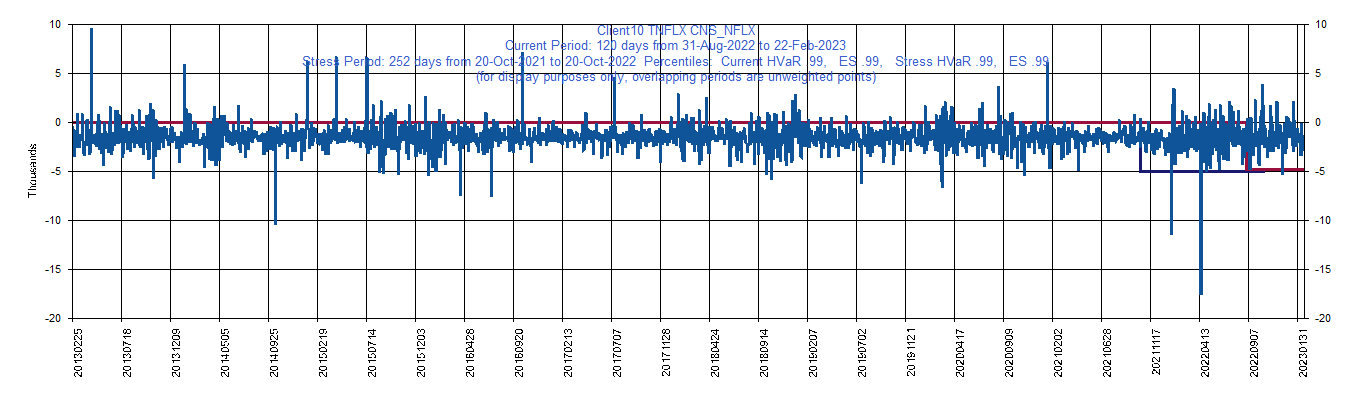 Client10 TNFLX CNS_NFLX
Current Period: 120 days from 31-Aug-2022 to 22-Feb-2023
Stress Period: 252 days from 20-Oct-2021 to 20-Oct-2022 Percentiles: Current HVaR .99, ES .99, Stress HVaR .99, ES .99
(for display purposes only, overlapping periods are unweighted points)
Thousands
10 10
5 5
0 0
-5 -5
-10 -10
-15 -15
-20 -20
20130225 20130718 20131209 20140505 20140925 20150219 20150714 20151203 20160428 20160920 20170213 20170707 20171128 20180424 20180914 20190207 20190702 20191121 20200417 20200909 20210202 20210628 20211117 20220413 20220907 20230131